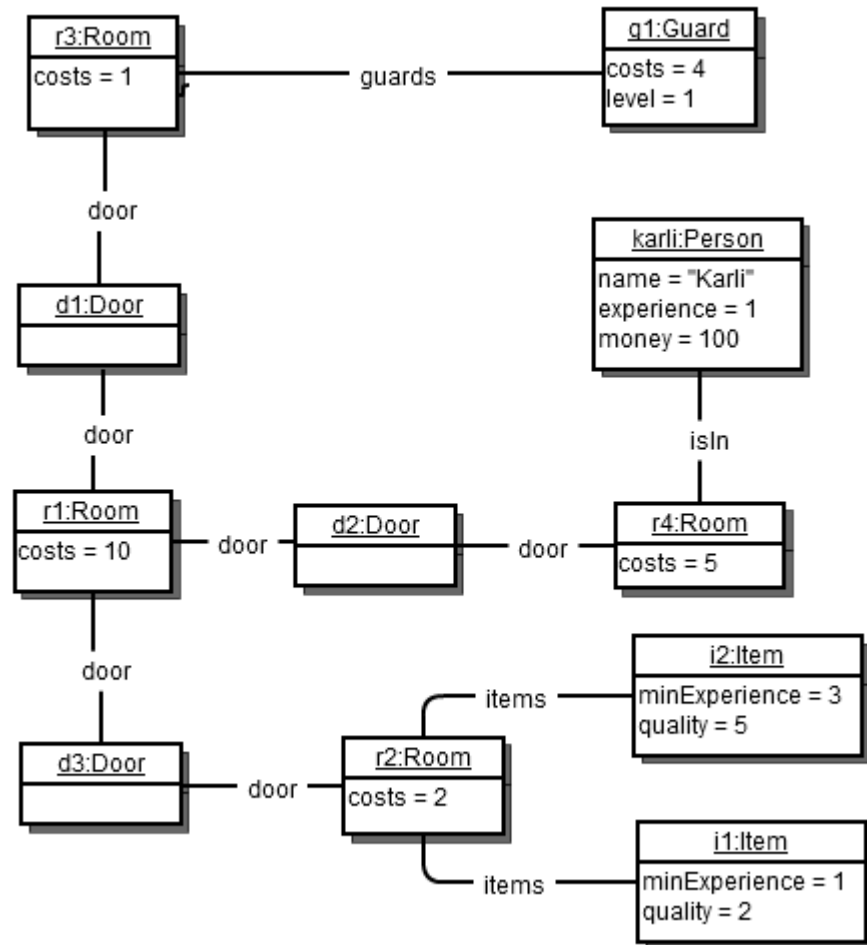 r3:Room
costs = 1
guards
g1:Guard
costs = 4
level = 1
door
d1:Door
karli:Person
name = "Karli"
experience = 1
money = 100
door
isIn
r1:Room
costs = 10
door
d2:Door
door
r4:Room
costs = 5
door
i2:Item
minExperience = 3
quality = 5
items
d3:Door
door
r2:Room
costs = 2
items
i1:Item
minExperience = 1
quality = 2